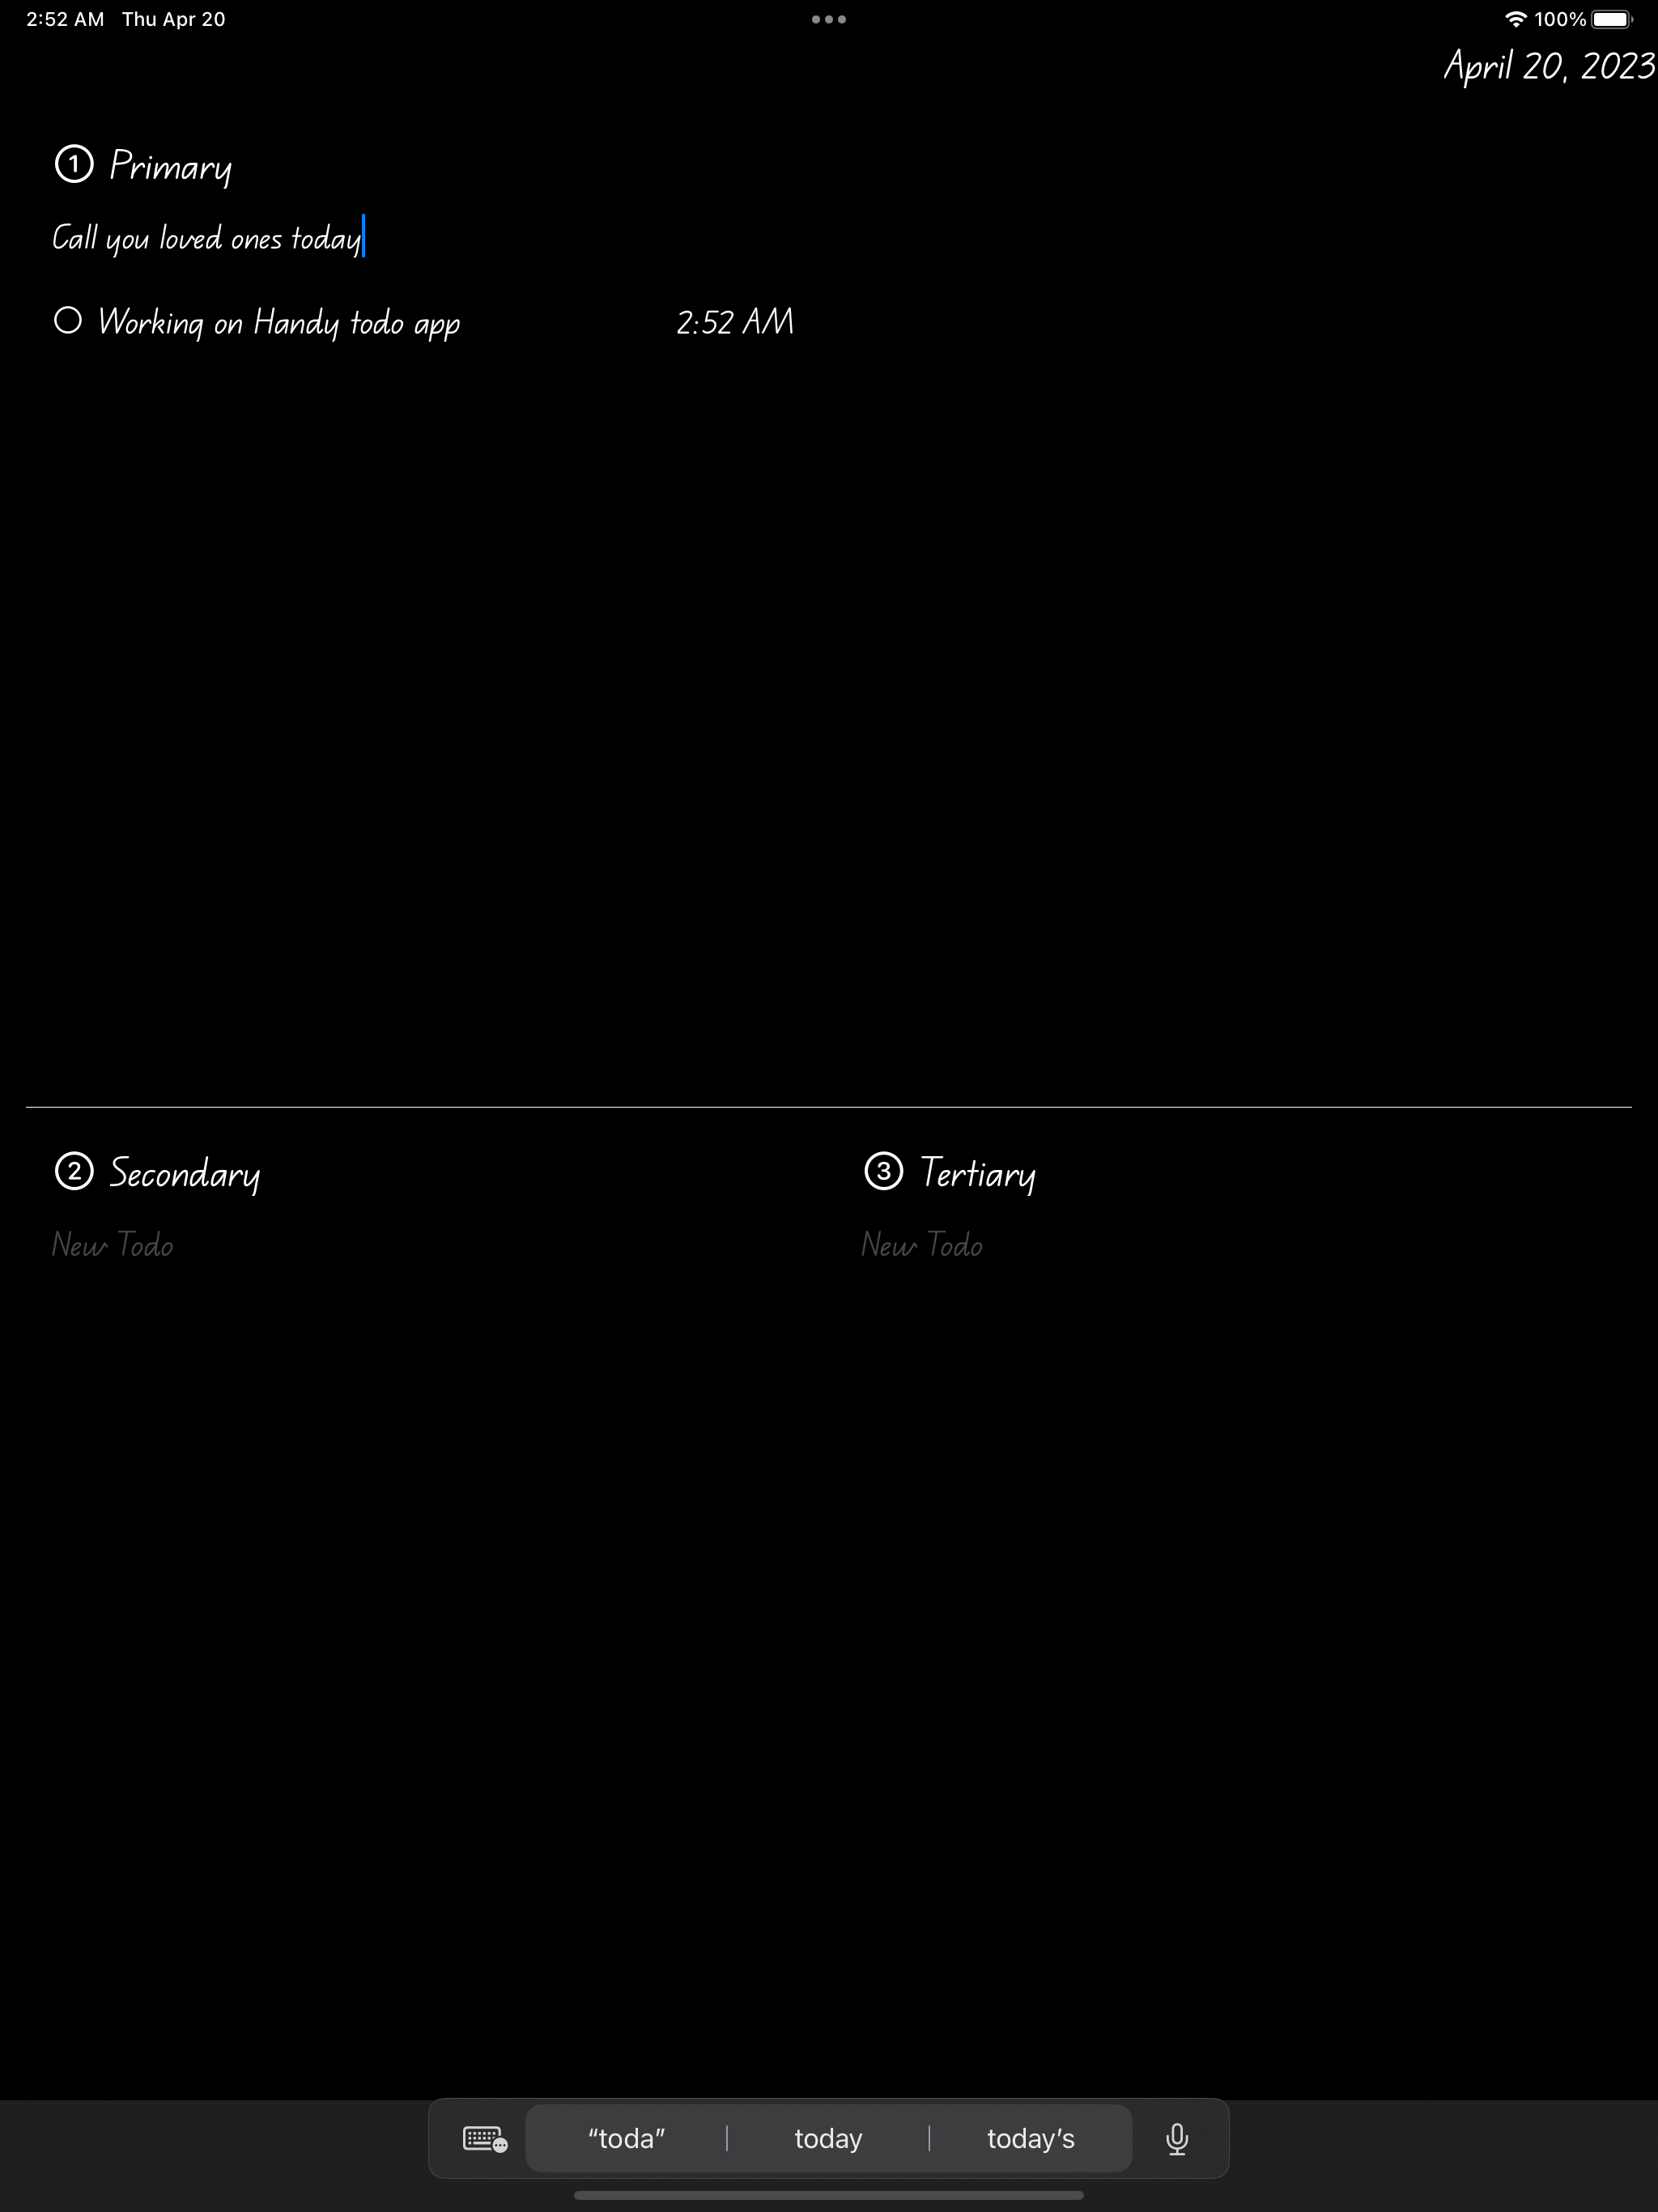 2:52 AM Thu Apr 20
100%
April 20, 2023
1 Primary
Call you loved ones today
Working on Handy todo app
2:52 AM
2 Secondary
New Todo
3 Tertiary
New Todo
“toda” today today’s